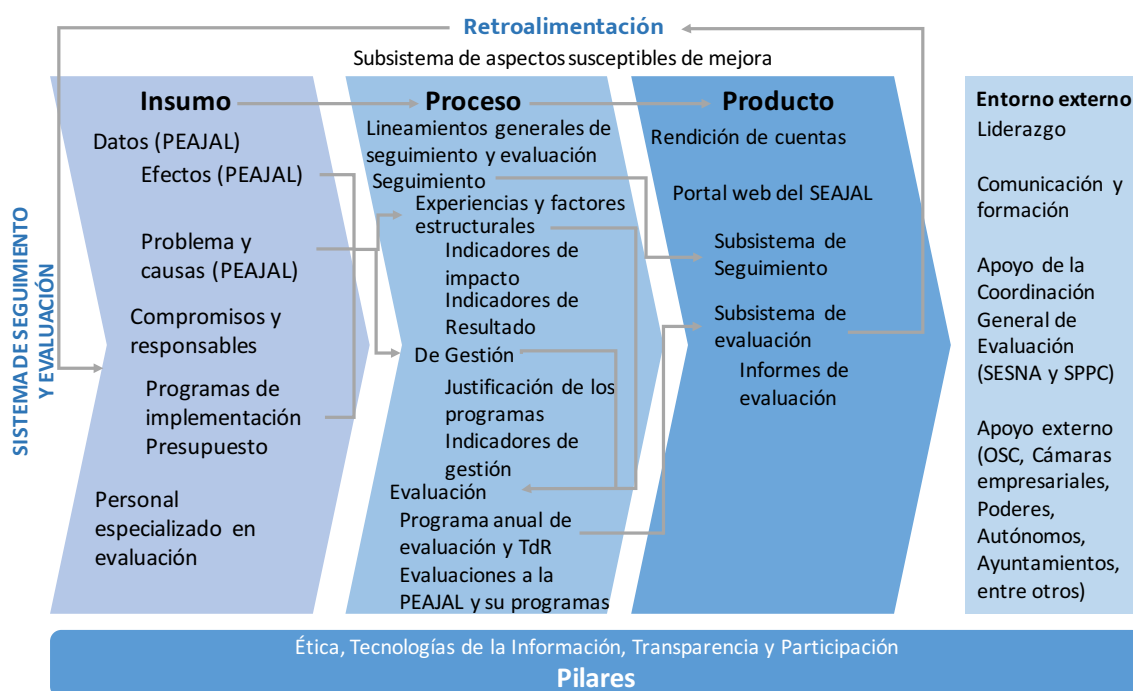 Retroalimentación
Subsistema de aspectos susceptibles de mejora
SISTEMA DE SEGUIMIENTO
Y EVALUACIÓN
Insumo
Datos (PEAJAL)
Efectos (PEAJAL)
Problema y
causas (PEAJAL)
Compromisos y
responsables
Programas de
implementación
Presupuesto
Personal
especializado en
evaluación
Proceso
Lineamientos generales de
seguimiento y evaluación
Seguimiento
Experiencias y factores
estructurales
Indicadores de
impacto
Indicadores de
Resultado
De Gestión
Justificación de los
programas
Indicadores de
gestión
Evaluación
Programa anual de
evaluación y TdR
Evaluaciones a la
PEAJAL y su programas
Producto
Rendición de cuentas
Portal web del SEAJAL
Subsistema de
Seguimiento
Subsistema de
evaluación
Informes de
evaluación
Entorno externo
Liderazgo
Comunicación y
formación
Apoyo de la
Coordinación
General de
Evaluación
(SESNA y SPPC)
Apoyo externo
(OSC, Cámaras
empresariales,
Poderes,
Autónomos,
Ayuntamientos,
entre otros)
Ética, Tecnologías de la Información, Transparencia y Participación
Pilares